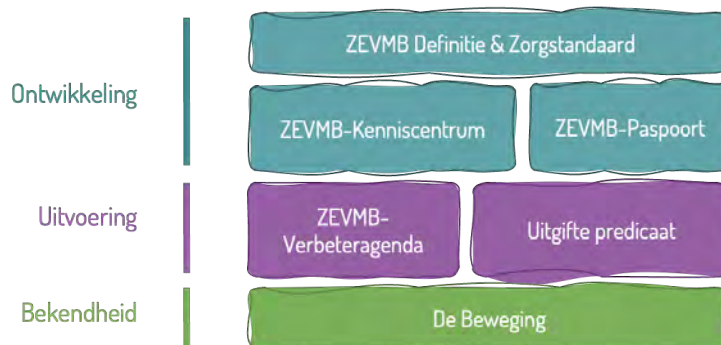 Ontwikkeling
ZEVMB Definitie & Zorgstandaard
ZEVMB-Kenniscentrum
ZEVMB-Paspoort
Uitvoering
ZEVMB-
Verbeteragenda
Uitgifte predicaat
Bekendheid
De Beweging